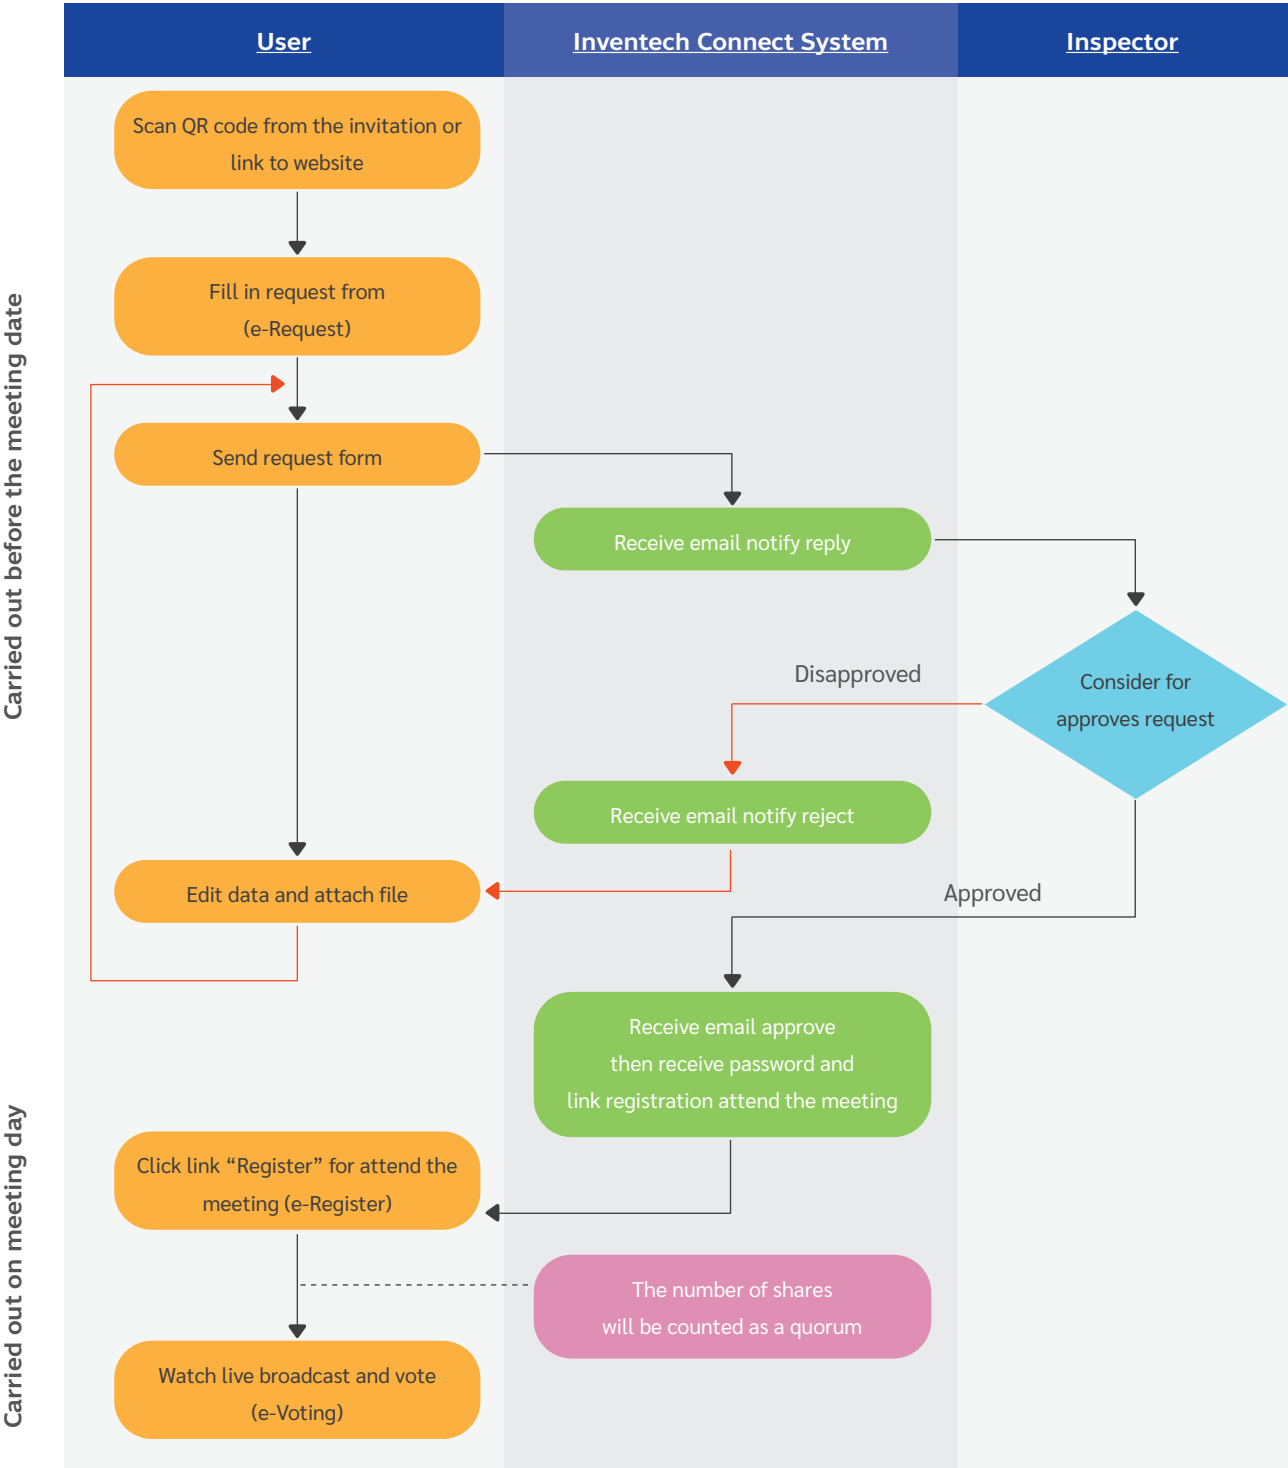 User
Inventech Connect System
Inspector
Carried out before the meeting date
Scan QR code from the invitation or
link to website
Fill in request from
(e-Request)
Send request form
Receive email notify reply
Consider for
approves request
Disapproved
Receive email notify reject
Edit data and attach file
Approved
Receive email approve
then receive password and
link registration attend the meeting
Carried out on meeting day
Click link “Register” for attend the
meeting (e-Register)
The number of shares
will be counted as a quorum
Watch live broadcast and vote
(e-Voting)